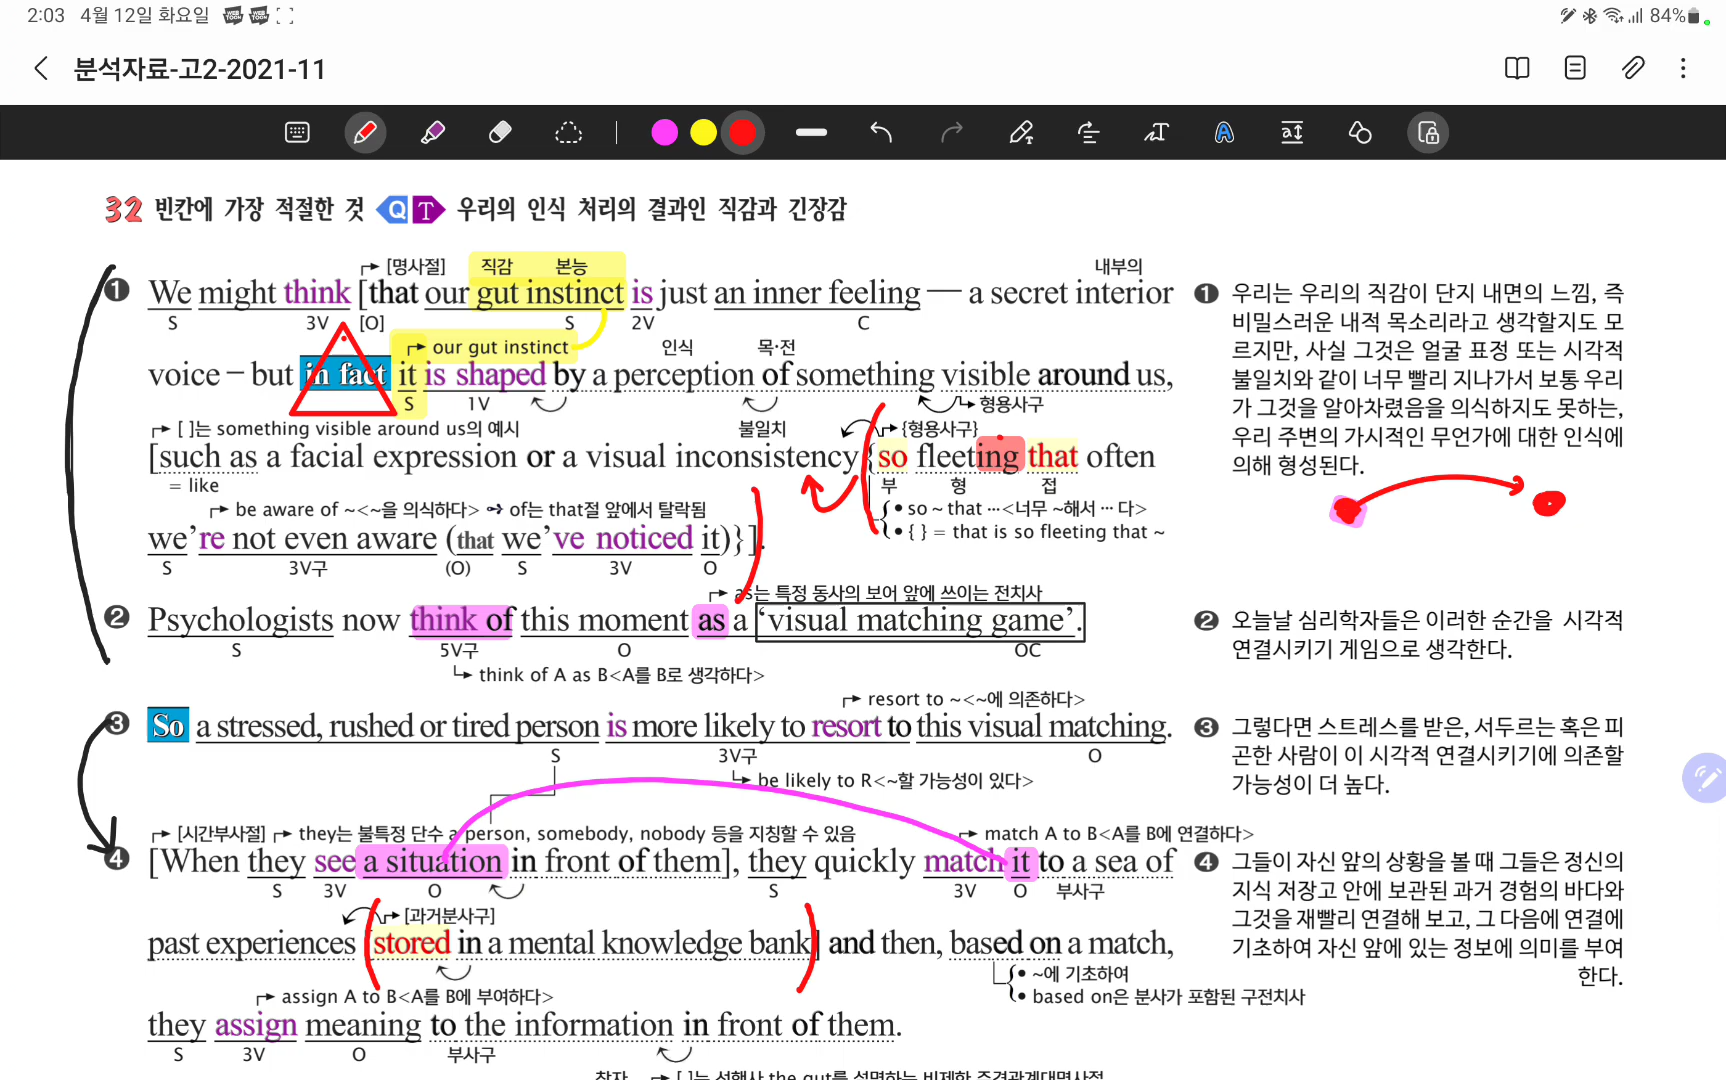 2:03 4월 12일 화요일 WEB TOON WEB TOON 84%
분석자료-고2-2021-11
32 빈칸에 가장 적절한 것 Q T 우리의 인식 처리의 결과인 직감과 긴장감
[명사절] 직감 본능 내부의
❶ We might think [that our gut instinct is just an inner feeling — a secret interior
S 3V [O] S 2V C
our gut instinct 인식 목·전
voice – but in fact it is shaped by a perception of something visible around us,
S 1V 형용사구
[ ]는 something visible around us의 예시 불일치 {형용사구}
[such as a facial expression or a visual inconsistency {so fleeting that often
= like 부 형 접
be aware of ~<~을 의식하다> ➺ of는 that절 앞에서 탈락됨 • so ~ that …<너무 ~해서 … 다>
• { } = that is so fleeting that ~
we're not even aware (that we've noticed it)}].
S 3V구 (O) S 3V O
as는 특정 동사의 보어 앞에 쓰이는 전치사
❷ Psychologists now think of this moment as a 'visual matching game'.
S 5V구 O OC
think of A as B<A를 B로 생각하다>
resort to ~<~에 의존하다>
❸ So a stressed, rushed or tired person is more likely to resort to this visual matching.
S 3V구 O
be likely to R<~할 가능성이 있다>
[시간부사절] they는 불특정 단수 a person, somebody, nobody 등을 지칭할 수 있음 match A to B<A를 B에 연결하다>
❹ [When they see a situation in front of them], they quickly match it to a sea of
S 3V O S 3V O 부사구
[과거분사구]
past experiences [stored in a mental knowledge bank] and then, based on a match,
• ~에 기초하여
assign A to B<A를 B에 부여하다> • based on은 분사가 포함된 구전치사
they assign meaning to the information in front of them.
S 3V O 부사구
[ ]는 선행사 the gut를 설명하는
❶ 우리는 우리의 직감이 단지 내면의 느낌, 즉
비밀스러운 내적 목소리라고 생각할지도 모
르지만, 사실 그것은 얼굴 표정 또는 시각적
불일치와 같이 너무 빨리 지나가서 보통 우리
가 그것을 알아차렸음을 의식하지도 못하는,
우리 주변의 가시적인 무언가에 대한 인식에
의해 형성된다.
❷ 오늘날 심리학자들은 이러한 순간을 시각적
연결시키기 게임으로 생각한다.
❸ 그렇다면 스트레스를 받은, 서두르는 혹은 피
곤한 사람이 이 시각적 연결시키기에 의존할
가능성이 더 높다.
❹ 그들이 자신 앞의 상황을 볼 때 그들은 정신의
지식 저장고 안에 보관된 과거 경험의 바다와
그것을 재빨리 연결해 보고, 그 다음에 연결에
기초하여 자신 앞에 있는 정보에 의미를 부여
한다.